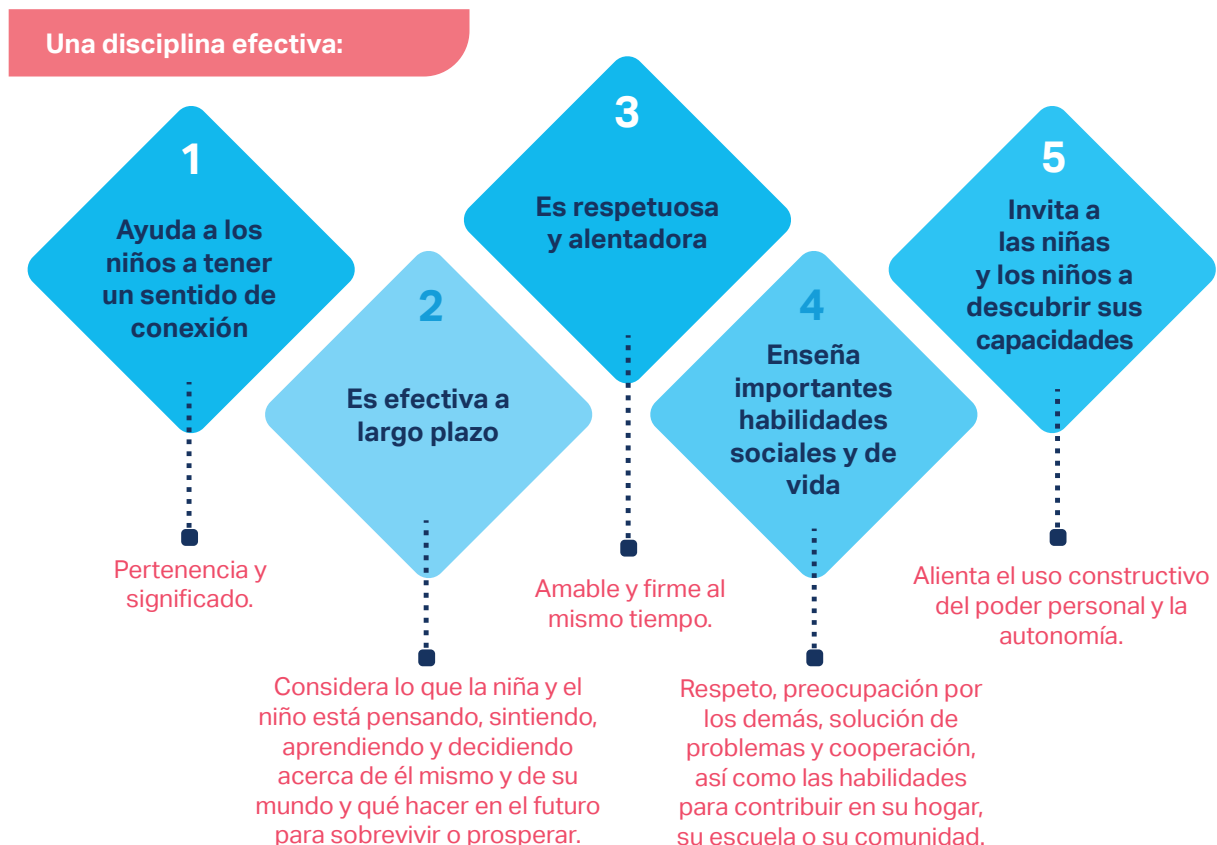 Una disciplina efectiva:
1
Ayuda a los
niños a tener
un sentido de
conexión
Pertenencia y
significado.
2
Es efectiva a
largo plazo
Considera lo que la niña y el
niño está pensando, sintiendo,
aprendiendo y decidiendo
acerca de él mismo y de su
mundo y qué hacer en el futuro
para sobrevivir o prosperar.
3
Es respetuosa
y alentadora
Amable y firme al
mismo tiempo.
4
Enseña
importantes
habilidades
sociales y de
vida
Respeto, preocupación por
los demás, solución de
problemas y cooperación,
así como las habilidades
para contribuir en su hogar,
su escuela o su comunidad.
5
Invita a
las niñas
y los niños a
descubrir sus
capacidades
Alienta el uso constructivo
del poder personal y la
autonomía.